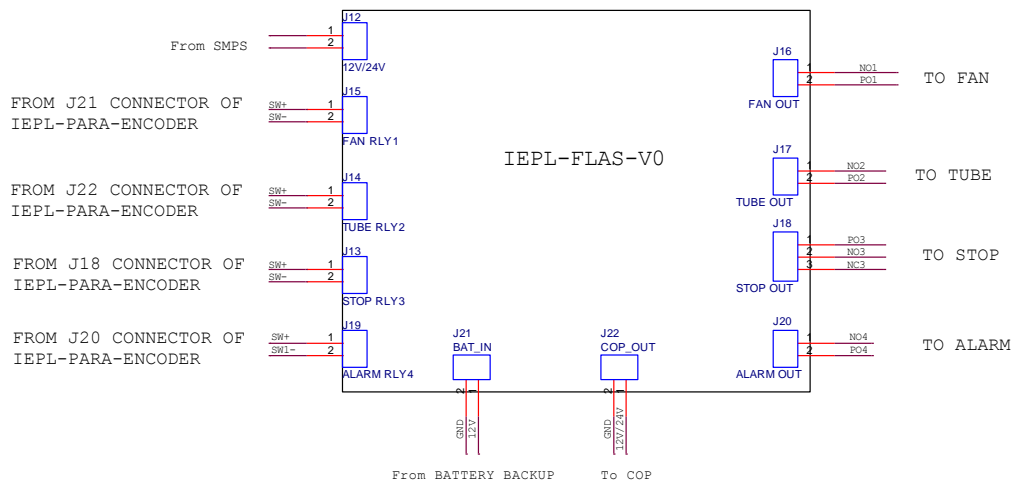 J12
1
2
From SMPS
12V/24V
FROM J21 CONNECTOR OF
IEPL-PARA-ENCODER
SW+
SW-
J15
1
2
FAN RLY1
FROM J22 CONNECTOR OF
IEPL-PARA-ENCODER
SW+
SW-
J14
1
2
TUBE RLY2
FROM J18 CONNECTOR OF
IEPL-PARA-ENCODER
SW+
SW-
J13
1
2
STOP RLY3
FROM J20 CONNECTOR OF
IEPL-PARA-ENCODER
SW+
SW1-
J19
1
2
ALARM RLY4
IEPL-FLAS-V0
J16
1
2
NO1
PO1
FAN OUT
TO FAN
J17
1
2
NO2
PO2
TUBE OUT
TO TUBE
J18
1
2
3
PO3
NO3
NC3
STOP OUT
TO STOP
J20
1
2
NO4
PO4
ALARM OUT
TO ALARM
J21
BAT_IN
2
1
GND
12V
From BATTERY BACKUP
J22
COP_OUT
2
1
GND
12V/24V
To COP